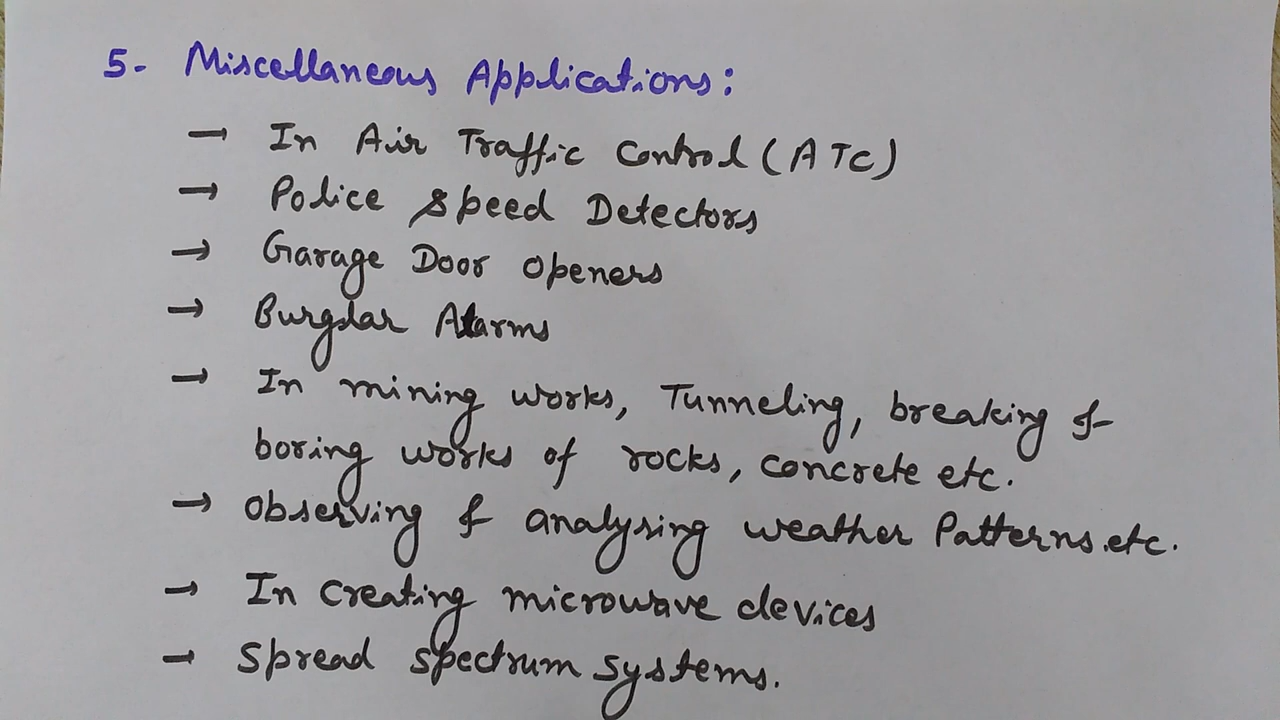 5. Miscellaneous Applications:
→ In Air Traffic Control (ATC)
→ Police Speed Detectors
→ Garage Door Openers
→ Burglar Alarms
→ In mining works, Tunneling, breaking &
boring works of rocks, concrete etc.
→ Observing & analysing weather Patterns.etc.
→ In creating microwave devices
→ Spread spectrum systems.